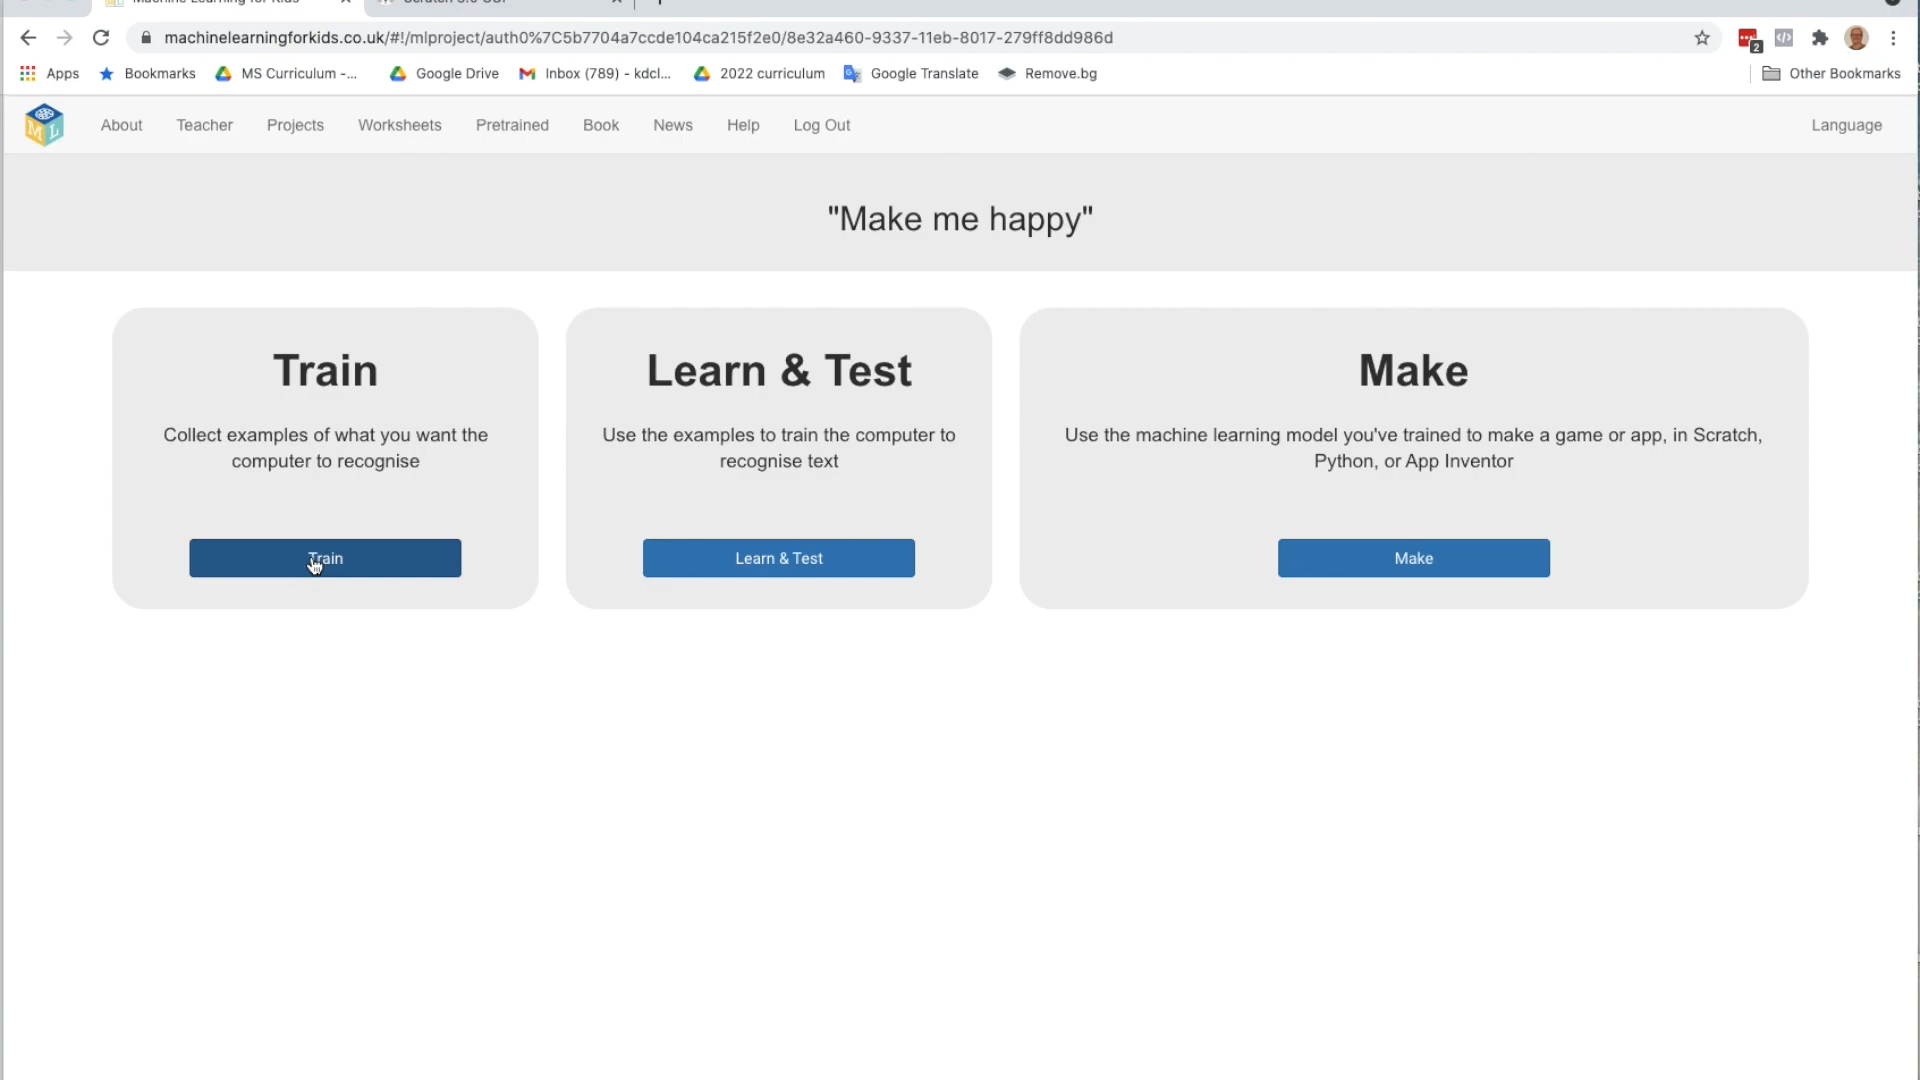 machinelearningforkids.co.uk/#!/mlproject/auth0%7C5b7704a7ccde104ca215f2e0/8e32a460-9337-11eb-8017-279ff8dd986d
2
Apps Bookmarks MS Curriculum -... Google Drive Inbox (789) - kdcl... 2022 curriculum Google Translate Remove.bg Other Bookmarks
ML About Teacher Projects Worksheets Pretrained Book News Help Log Out Language
"Make me happy"
Train
Collect examples of what you want the
computer to recognise
Train
Learn & Test
Use the examples to train the computer to
recognise text
Learn & Test
Make
Use the machine learning model you've trained to make a game or app, in Scratch,
Python, or App Inventor
Make